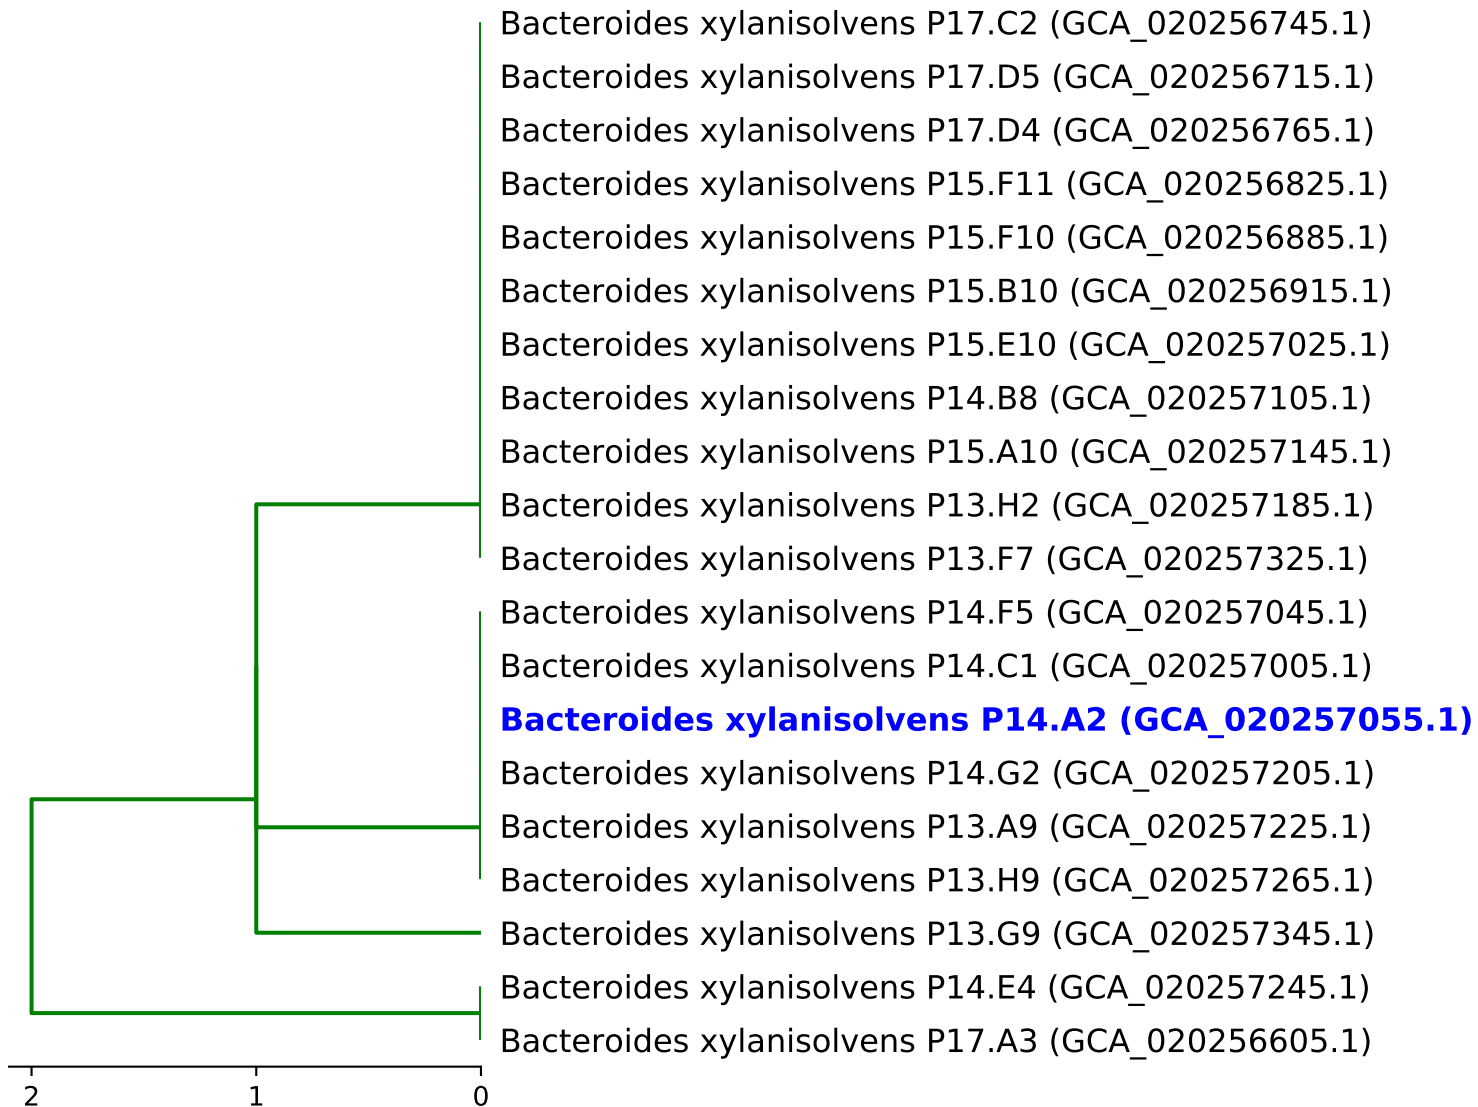 Bacteroides xylanisolvens P17.C2 (GCA_020256745.1)
Bacteroides xylanisolvens P17.D5 (GCA_020256715.1)
Bacteroides xylanisolvens P17.D4 (GCA_020256765.1)
Bacteroides xylanisolvens P15.F11 (GCA_020256825.1)
Bacteroides xylanisolvens P15.F10 (GCA_020256885.1)
Bacteroides xylanisolvens P15.B10 (GCA_020256915.1)
Bacteroides xylanisolvens P15.E10 (GCA_020257025.1)
Bacteroides xylanisolvens P14.B8 (GCA_020257105.1)
Bacteroides xylanisolvens P15.A10 (GCA_020257145.1)
Bacteroides xylanisolvens P13.H2 (GCA_020257185.1)
Bacteroides xylanisolvens P13.F7 (GCA_020257325.1)
Bacteroides xylanisolvens P14.F5 (GCA_020257045.1)
Bacteroides xylanisolvens P14.C1 (GCA_020257005.1)
Bacteroides xylanisolvens P14.A2 (GCA_020257055.1)
Bacteroides xylanisolvens P14.G2 (GCA_020257205.1)
Bacteroides xylanisolvens P13.A9 (GCA_020257225.1)
Bacteroides xylanisolvens P13.H9 (GCA_020257265.1)
Bacteroides xylanisolvens P13.G9 (GCA_020257345.1)
Bacteroides xylanisolvens P14.E4 (GCA_020257245.1)
Bacteroides xylanisolvens P17.A3 (GCA_020256605.1)
2 1 0